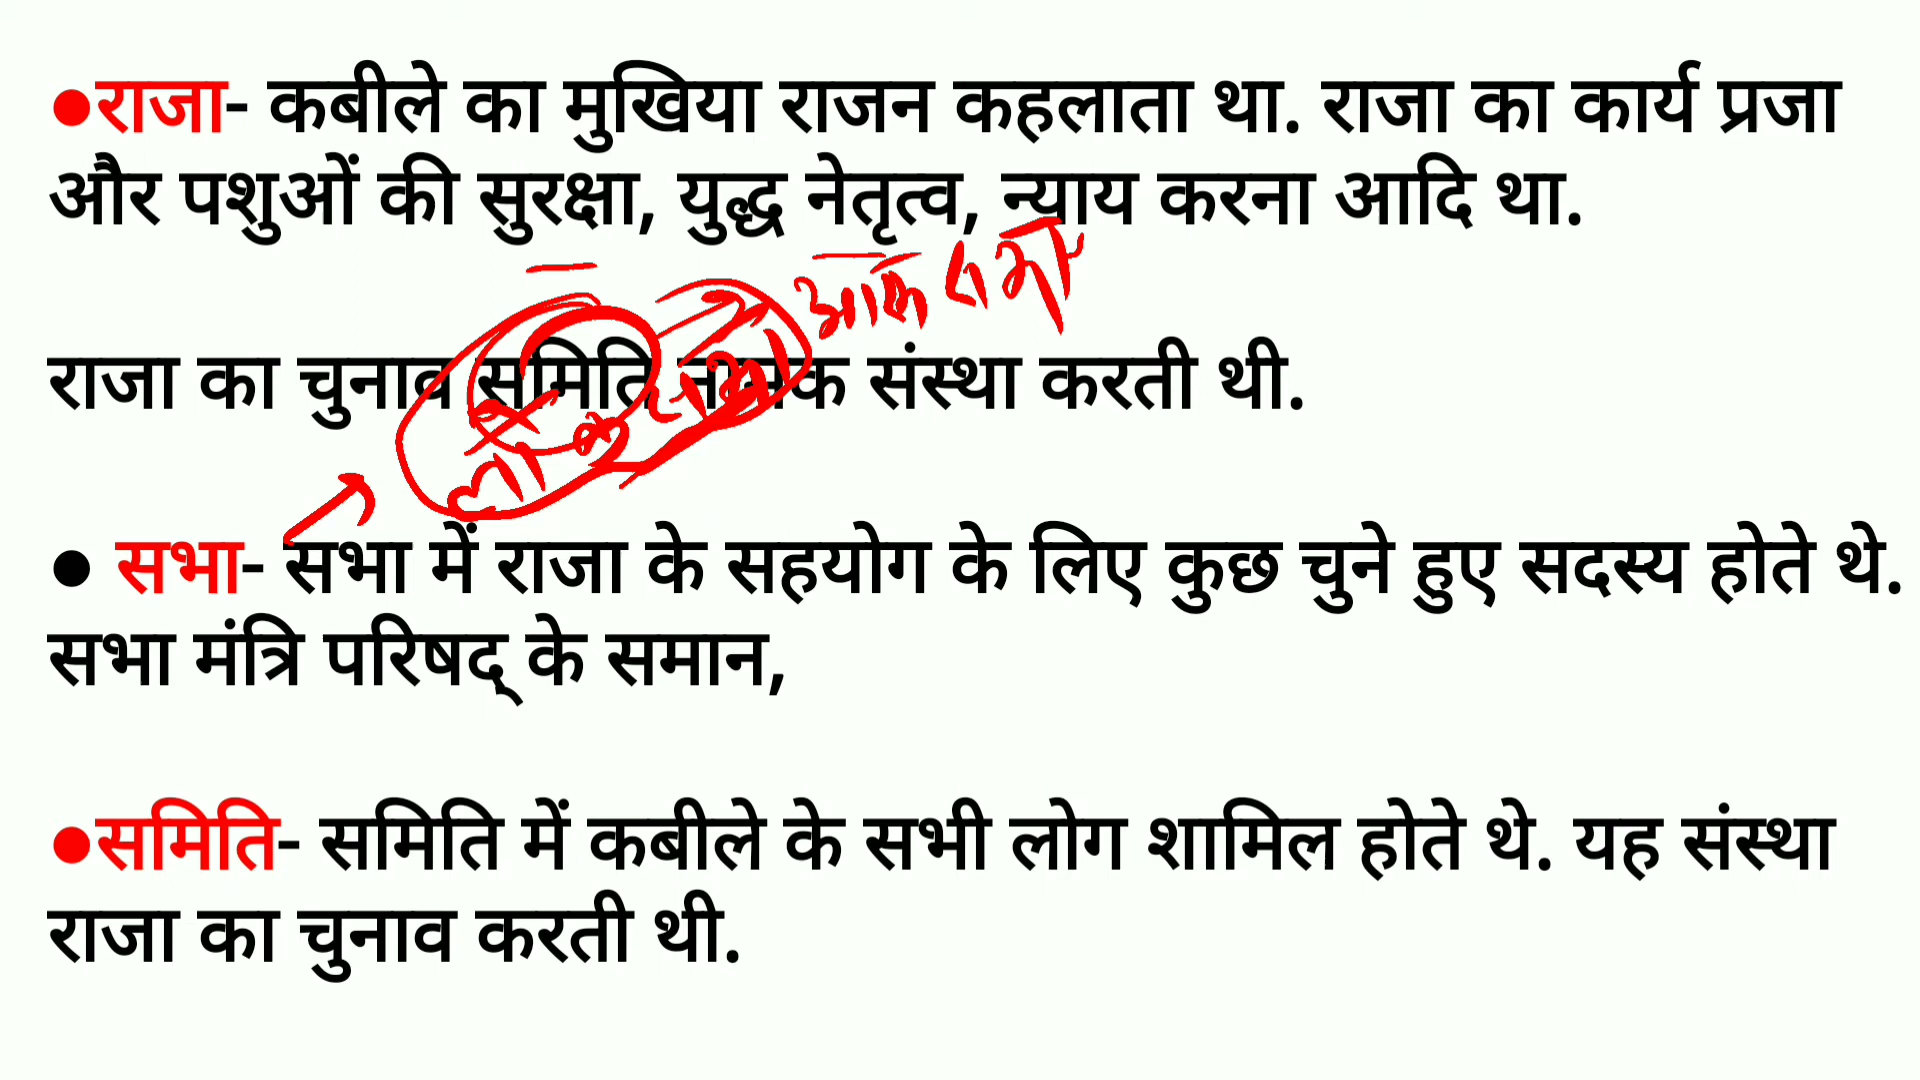 ●राजा- कबीले का मुखिया राजन कहलाता था. राजा का कार्य प्रजा
और पशुओं की सुरक्षा, युद्ध नेतृत्व, न्याय करना आदि था.
राजा का चुनाव समिति नामक संस्था करती थी.
● सभा- सभा में राजा के सहयोग के लिए कुछ चुने हुए सदस्य होते थे.
सभा मंत्रि परिषद् के समान,
●समिति- समिति में कबीले के सभी लोग शामिल होते थे. यह संस्था
राजा का चुनाव करती थी.